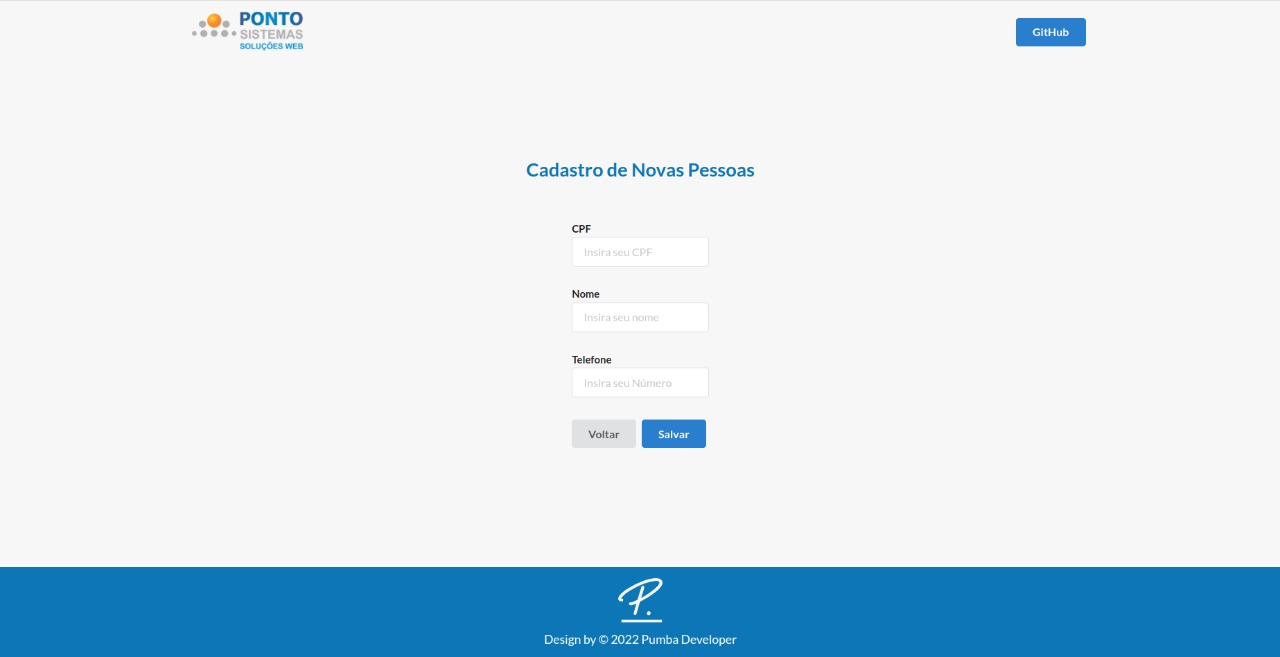 PONTO
SISTEMAS
SOLUÇÕES WEB
GitHub
Cadastro de Novas Pessoas
CPF
Insira seu CPF
Nome
Insira seu nome
Telefone
Insira seu Número
Voltar Salvar
P.
Design by © 2022 Pumba Developer